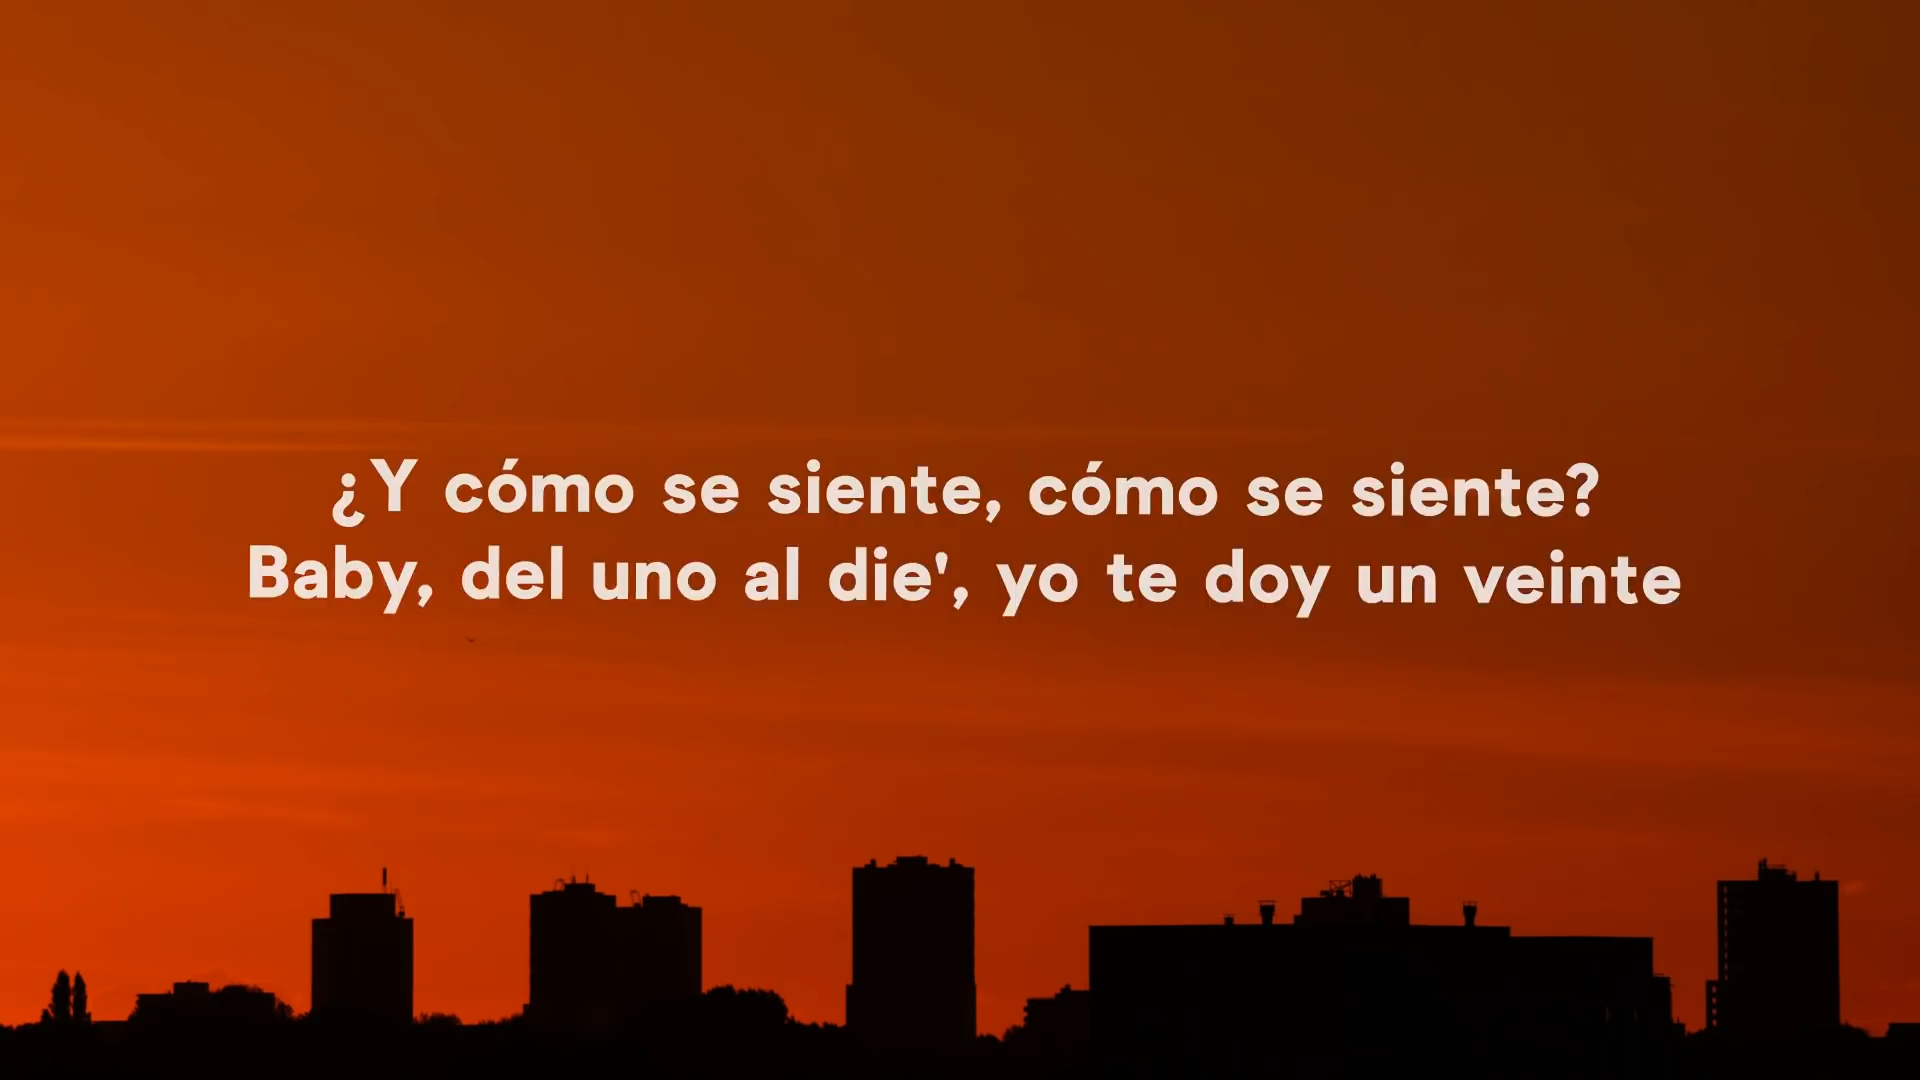 ¿Y cómo se siente, cómo se siente?
Baby, del uno al die', yo te doy un veinte